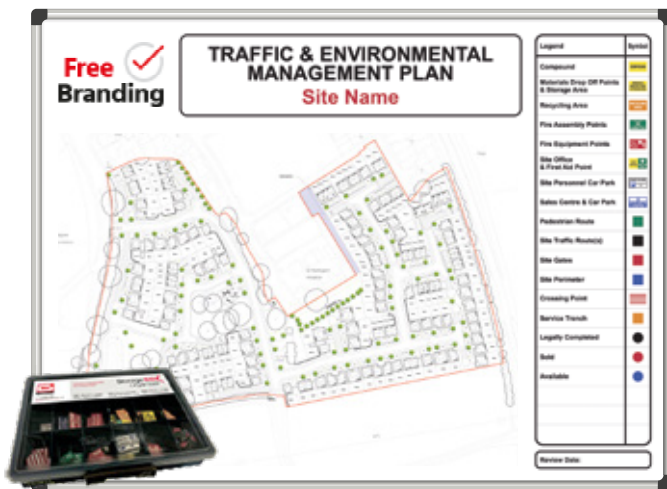 Free
Branding
TRAFFIC & ENVIRONMENTAL
MANAGEMENT PLAN
Site Name
Legend
Symbol
Compound
Materials Drop Off Points
& Storage Area
Recycling Area
Fire Assembly Points
Fire Equipment Points
Site Office
& First Aid Point
Site Personnel Car Park
Sales Centre & Car Park
Pedestrian Route
Site Traffic Route(s)
Site Gates
Site Perimeter
Crossing Point
Service Trench
Legally Completed
Sold
Available
Review Date: